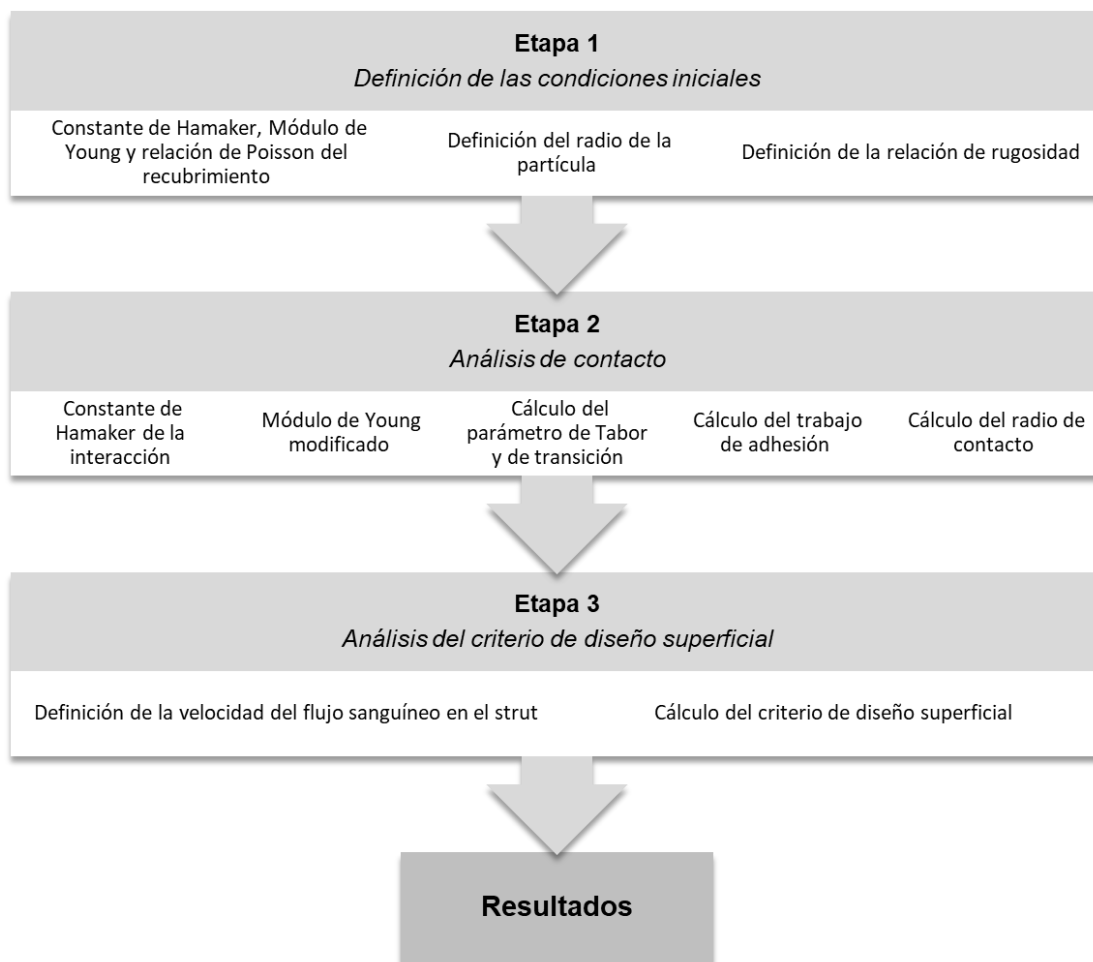 Etapa 1
Definición de las condiciones iniciales
Constante de Hamaker, Módulo de
Young y relación de Poisson del
recubrimiento
Definición del radio de la
partícula
Definición de la relación de rugosidad
Etapa 2
Análisis de contacto
Constante de
Hamaker de la
interacción
Módulo de Young
modificado
Cálculo del
parámetro de Tabor
y de transición
Cálculo del trabajo
de adhesión
Cálculo del radio de
contacto
Etapa 3
Análisis del criterio de diseño superficial
Definición de la velocidad del flujo sanguíneo en el strut
Cálculo del criterio de diseño superficial
Resultados